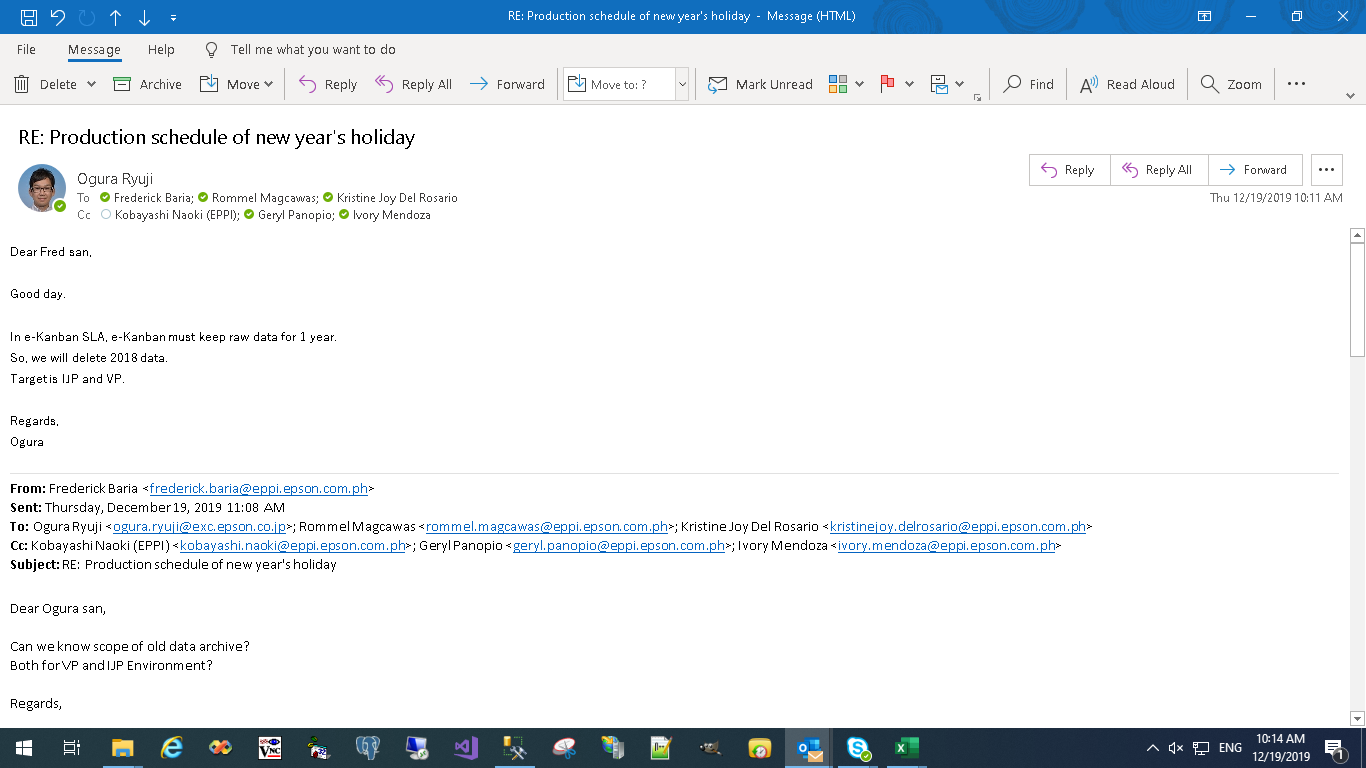 RE: Production schedule of new year's holiday - Message (HTML)
File Message Help Tell me what you want to do
Delete Archive Move Reply Reply All Forward Move to: ? Mark Unread Find Read Aloud Zoom
RE: Production schedule of new year's holiday
Reply Reply All Forward
Ogura Ryuji
To Frederick Baria; Rommel Magcawas; Kristine Joy Del Rosario
Thu 12/19/2019 10:11 AM
Cc Kobayashi Naoki (EPPI); Geryl Panopio; Ivory Mendoza
Dear Fred san,
Good day.
In e-Kanban SLA, e-Kanban must keep raw data for 1 year.
So, we will delete 2018 data.
Target is IJP and VP.
Regards,
Ogura
From: Frederick Baria <frederick.baria@eppi.epson.com.ph>
Sent: Thursday, December 19, 2019 11:08 AM
To: Ogura Ryuji <ogura.ryuji@exc.epson.co.jp>; Rommel Magcawas <rommel.magcawas@eppi.epson.com.ph>; Kristine Joy Del Rosario <kristinejoy.delrosario@eppi.epson.com.ph>
Cc: Kobayashi Naoki (EPPI) <kobayashi.naoki@eppi.epson.com.ph>; Geryl Panopio <geryl.panopio@eppi.epson.com.ph>; Ivory Mendoza <ivory.mendoza@eppi.epson.com.ph>
Subject: RE: Production schedule of new year's holiday
Dear Ogura san,
Can we know scope of old data archive?
Both for VP and IJP Environment?
Regards,
VNC
ENG
10:14 AM
12/19/2019
1